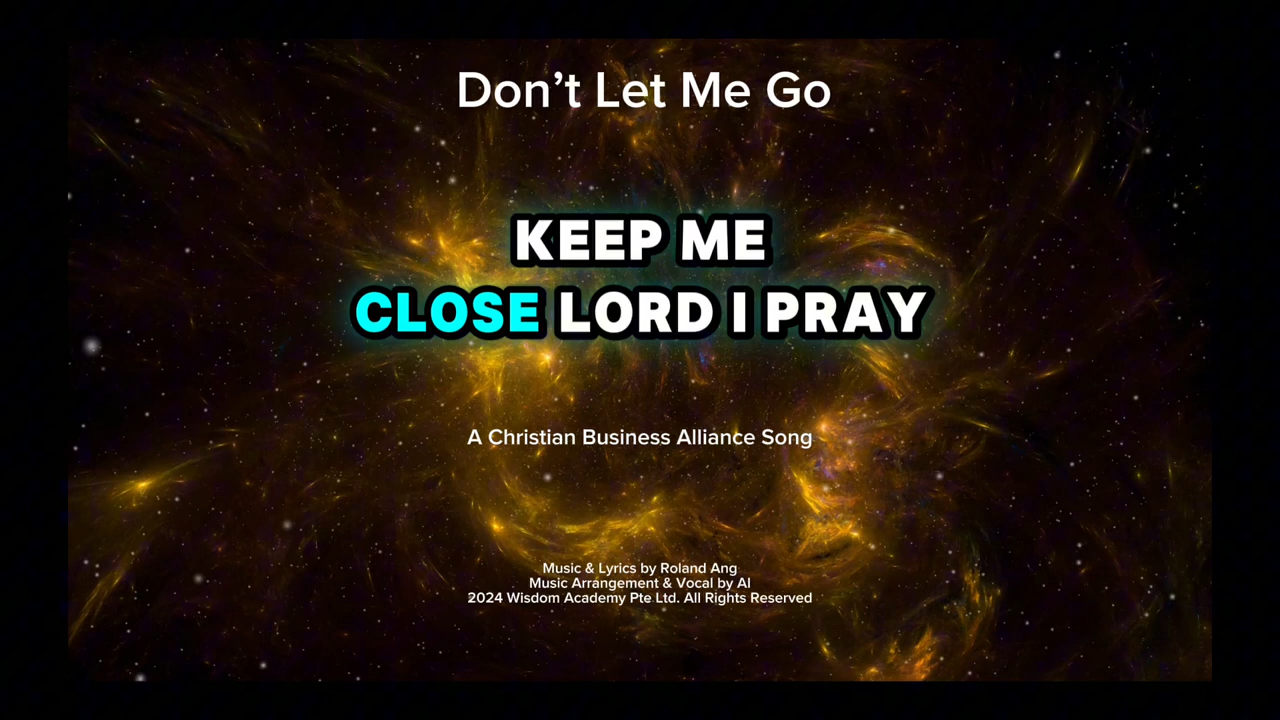 Don’t Let Me Go
KEEP ME
CLOSE LORD I PRAY
A Christian Business Alliance Song
Music & Lyrics by Roland Ang
Music Arrangement & Vocal by AI
2024 Wisdom Academy Pte Ltd. All Rights Reserved